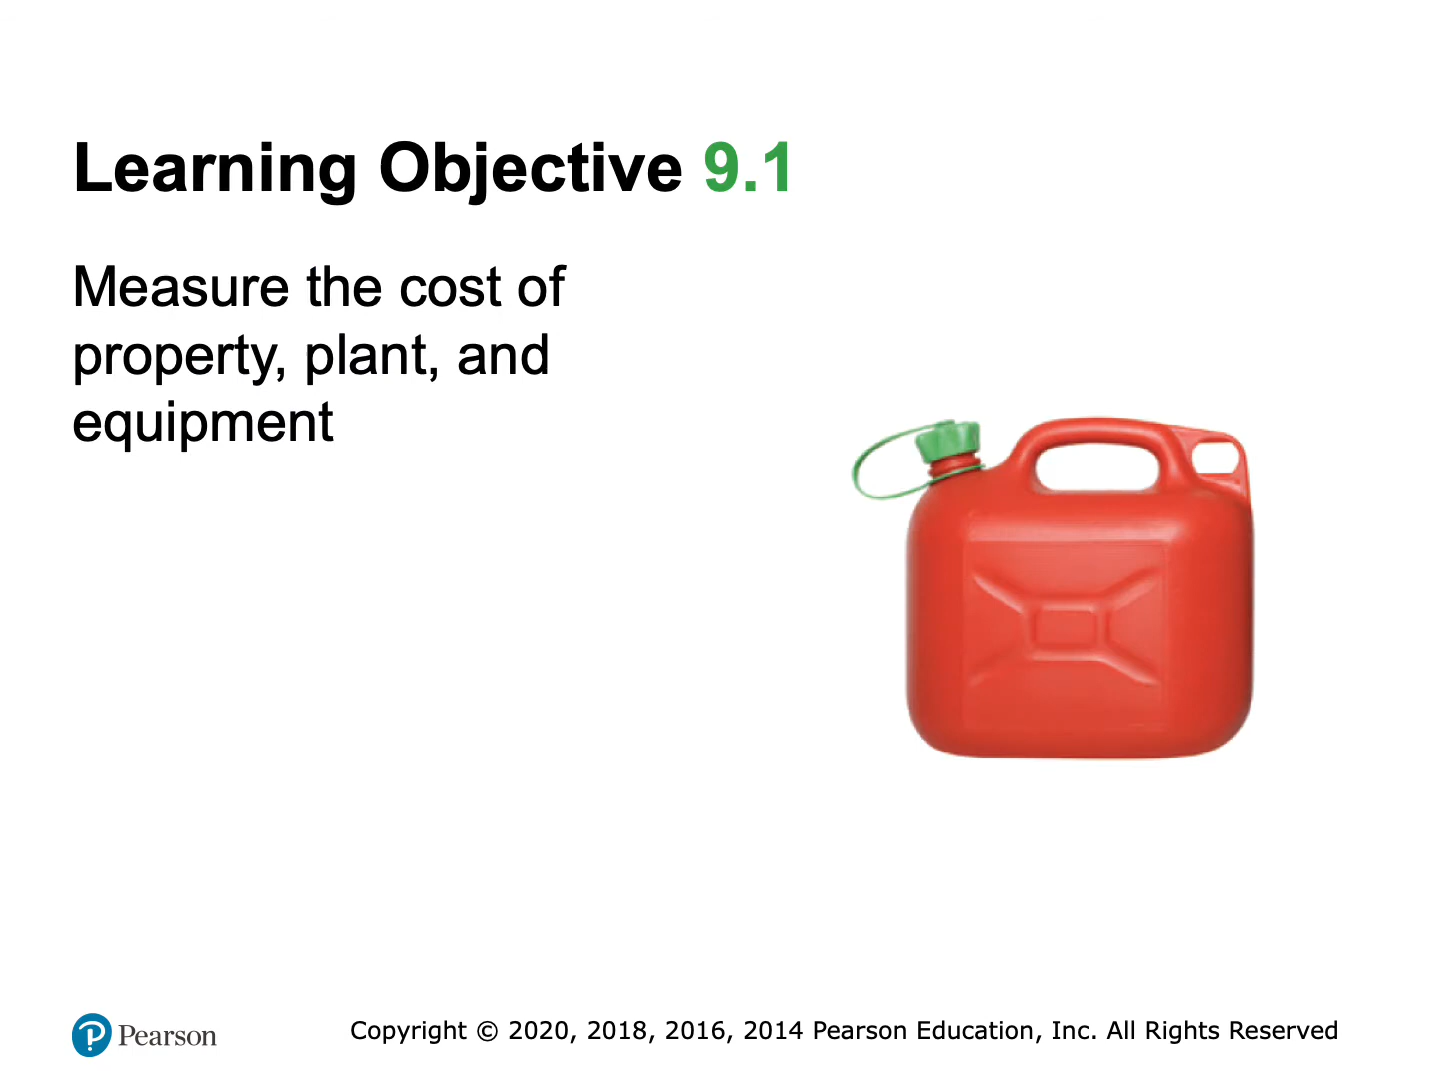 Learning Objective 9.1
Measure the cost of
property, plant, and
equipment
Pearson
Copyright © 2020, 2018, 2016, 2014 Pearson Education, Inc. All Rights Reserved